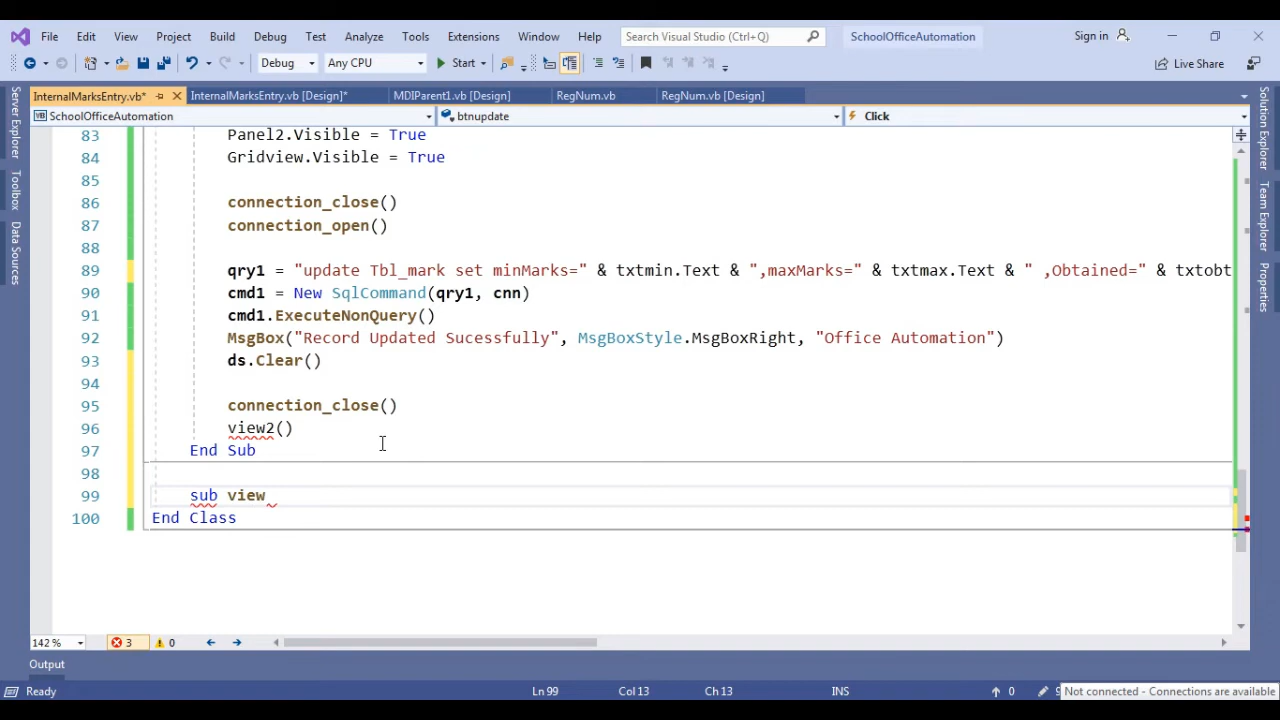 File Edit View Project Build Debug Test Analyze Tools Extensions Window Help Search Visual Studio (Ctrl+Q) SchoolOfficeAutomation Sign in
Debug Any CPU Start Live Share
InternalMarksEntry.vb* InternalMarksEntry.vb [Design]* MDIParent1.vb [Design] RegNum.vb RegNum.vb [Design]
VB SchoolOfficeAutomation btnupdate Click
Server Explorer
Toolbox
Data Sources
83 Panel2.Visible = True
84 Gridview.Visible = True
85
86 connection_close()
87 connection_open()
88
89 qry1 = "update Tbl_mark set minMarks=" & txtmin.Text & ",maxMarks=" & txtmax.Text & " ,Obtained=" & txtobt
90 cmd1 = New SqlCommand(qry1, cnn)
91 cmd1.ExecuteNonQuery()
92 MsgBox("Record Updated Sucessfully", MsgBoxStyle.MsgBoxRight, "Office Automation")
93 ds.Clear()
94
95 connection_close()
96 view2()
97 End Sub
98
99 sub view
100 End Class
Solution Explorer
Team Explorer
Properties
142 % 3 0
Output
Ready Ln 99 Col 13 Ch 13 INS 0 9 Not connected - Connections are available